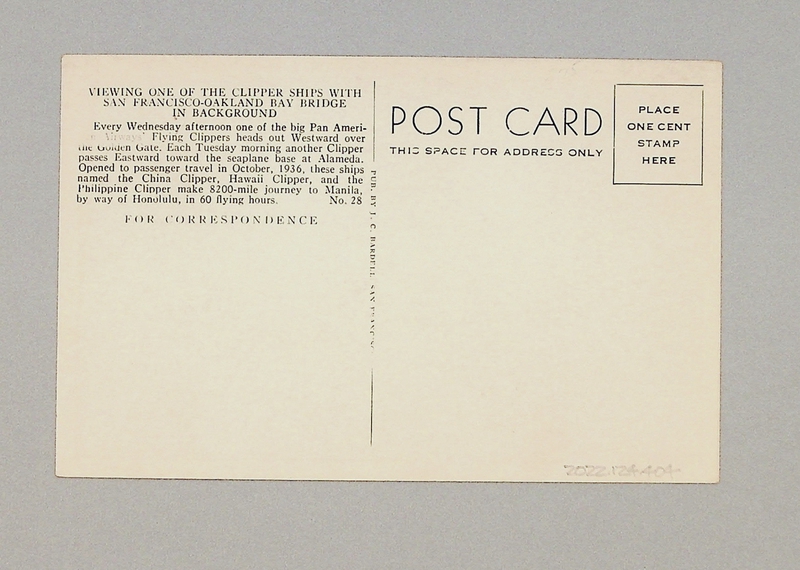 VIEWING ONE OF THE CLIPPER SHIPS WITH
SAN FRANCISCO-OAKLAND BAY BRIDGE
IN BACKGROUND
Every Wednesday afternoon one of the big Pan Ameri-
can Airways' Flying Clippers heads out Westward over
the Golden Gate. Each Tuesday morning another Clipper
passes Eastward toward the seaplane base at Alameda.
Opened to passenger travel in October, 1936, these ships
named the China Clipper, Hawaii Clipper, and the
Philippine Clipper make 8200-mile journey to Manila,
by way of Honolulu, in 60 flying hours. No. 28
FOR CORRESPONDENCE
PUB. BY J. C. BARDELL SAN FRANCISC
POST CARD
THIS SPACE FOR ADDRESS ONLY
PLACE
ONE CENT
STAMP
HERE
2022.124.404